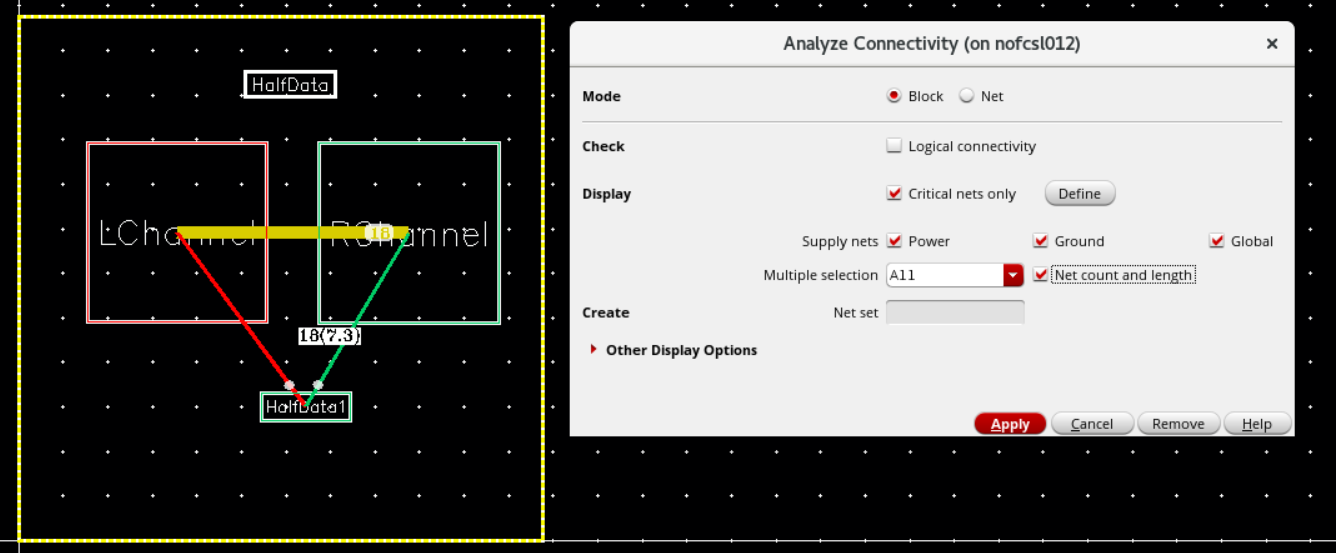 HalfData
LChannel
RChannel
18
18(7.3)
HalfData1
Analyze Connectivity (on nofcsl012)
Mode
Block
Net
Check
Logical connectivity
Display
Critical nets only
Define
Supply nets
Power
Ground
Global
Multiple selection
All
Net count and length
Create
Net set
Other Display Options
Apply
Cancel
Remove
Help